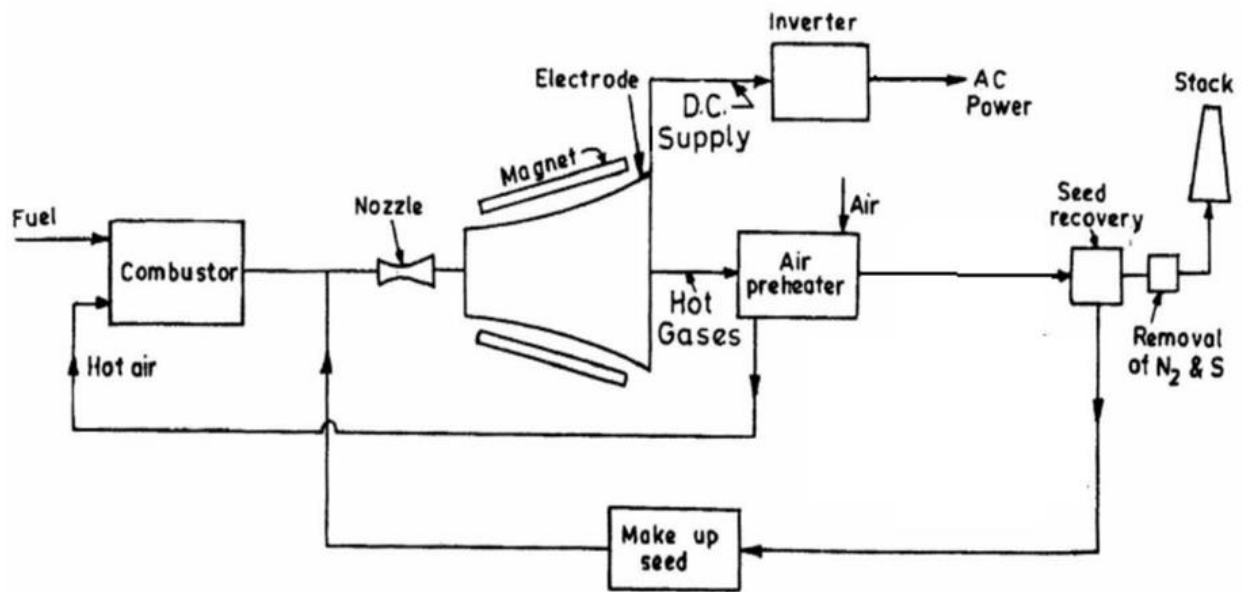 Inverter
Electrode
AC
Power
D.C.
Supply
Stack
Magnet
Nozzle
Fuel
Combustor
Air
Seed
recovery
Air
preheater
Hot
Gases
Removal
of N₂ & S
Hot air
Make up
seed